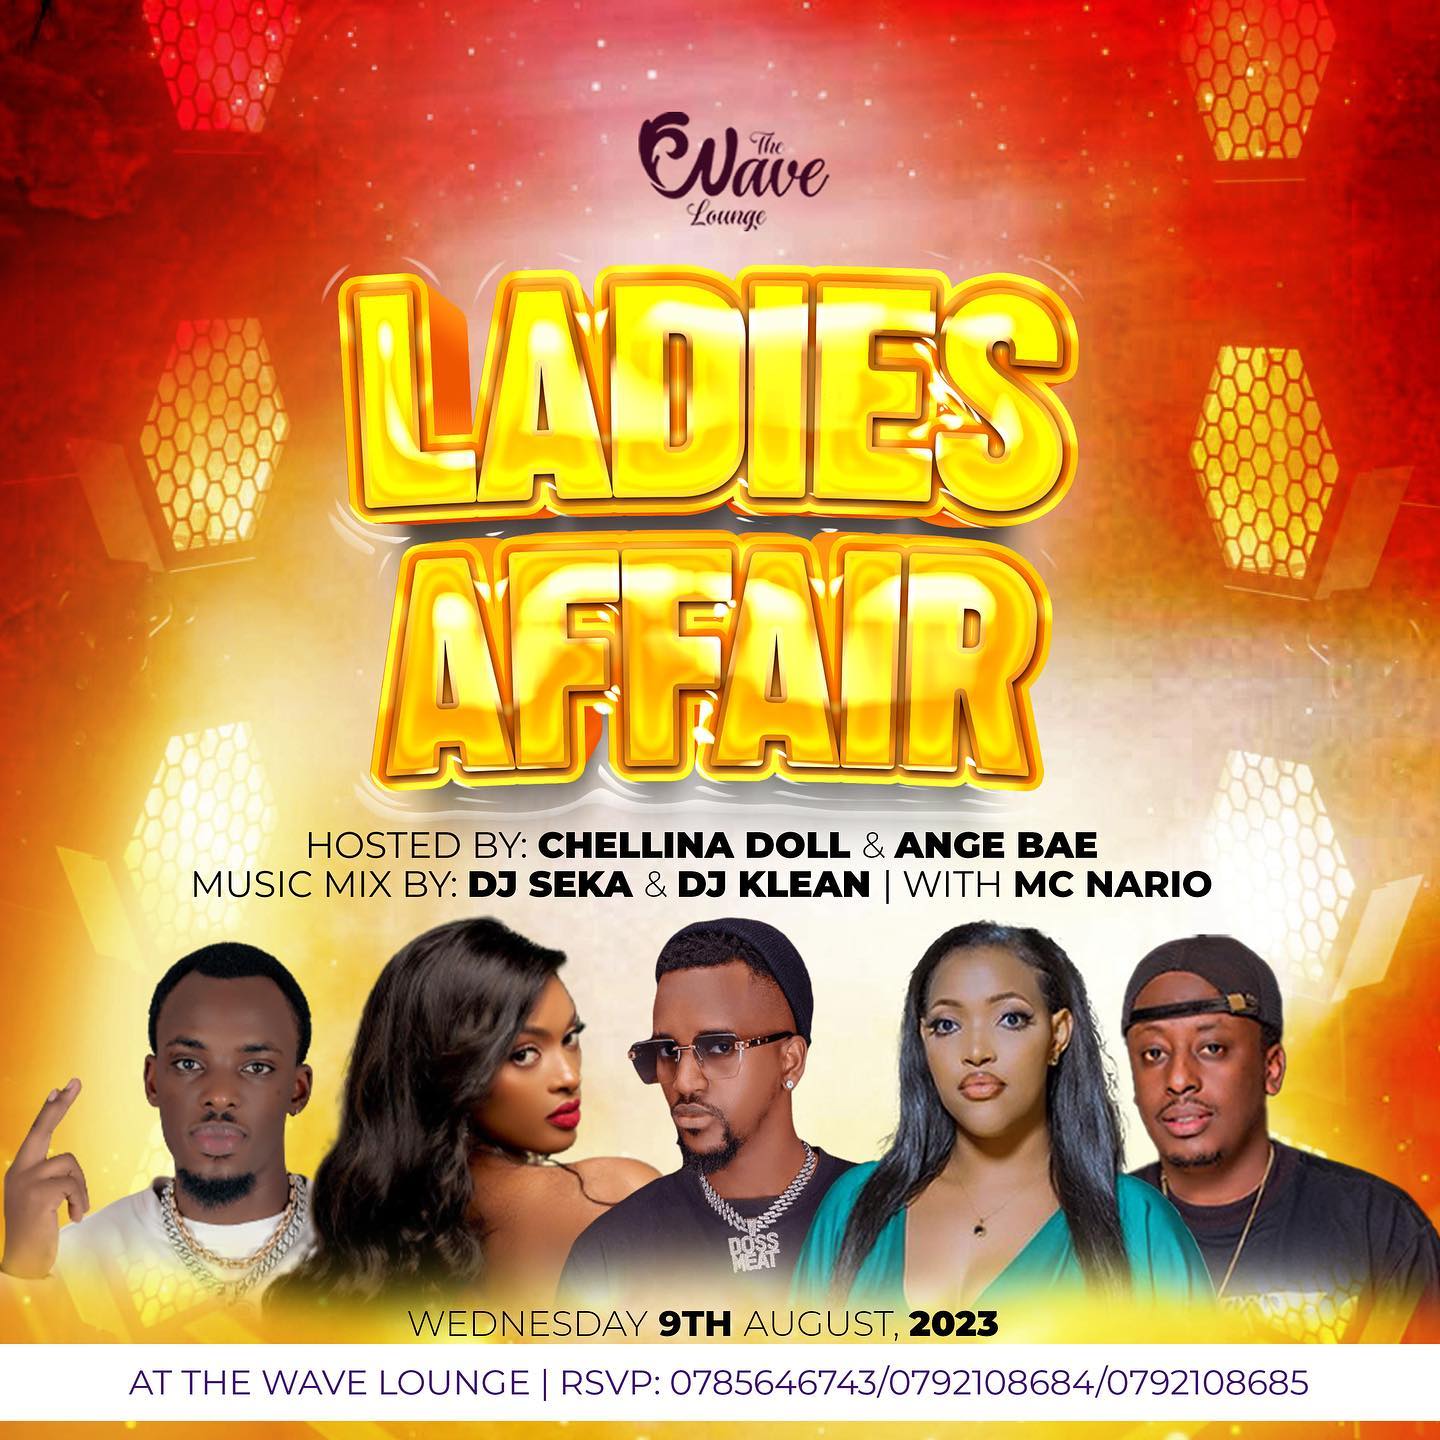 The
Wave
Lounge
LADIES
AFFAIR
HOSTED BY: CHELLINA DOLL & ANGE BAE
MUSIC MIX BY: DJ SEKA & DJ KLEAN | WITH MC NARIO
DOSS
MEAT
WEDNESDAY 9TH AUGUST, 2023
AT THE WAVE LOUNGE | RSVP: 0785646743/0792108684/0792108685